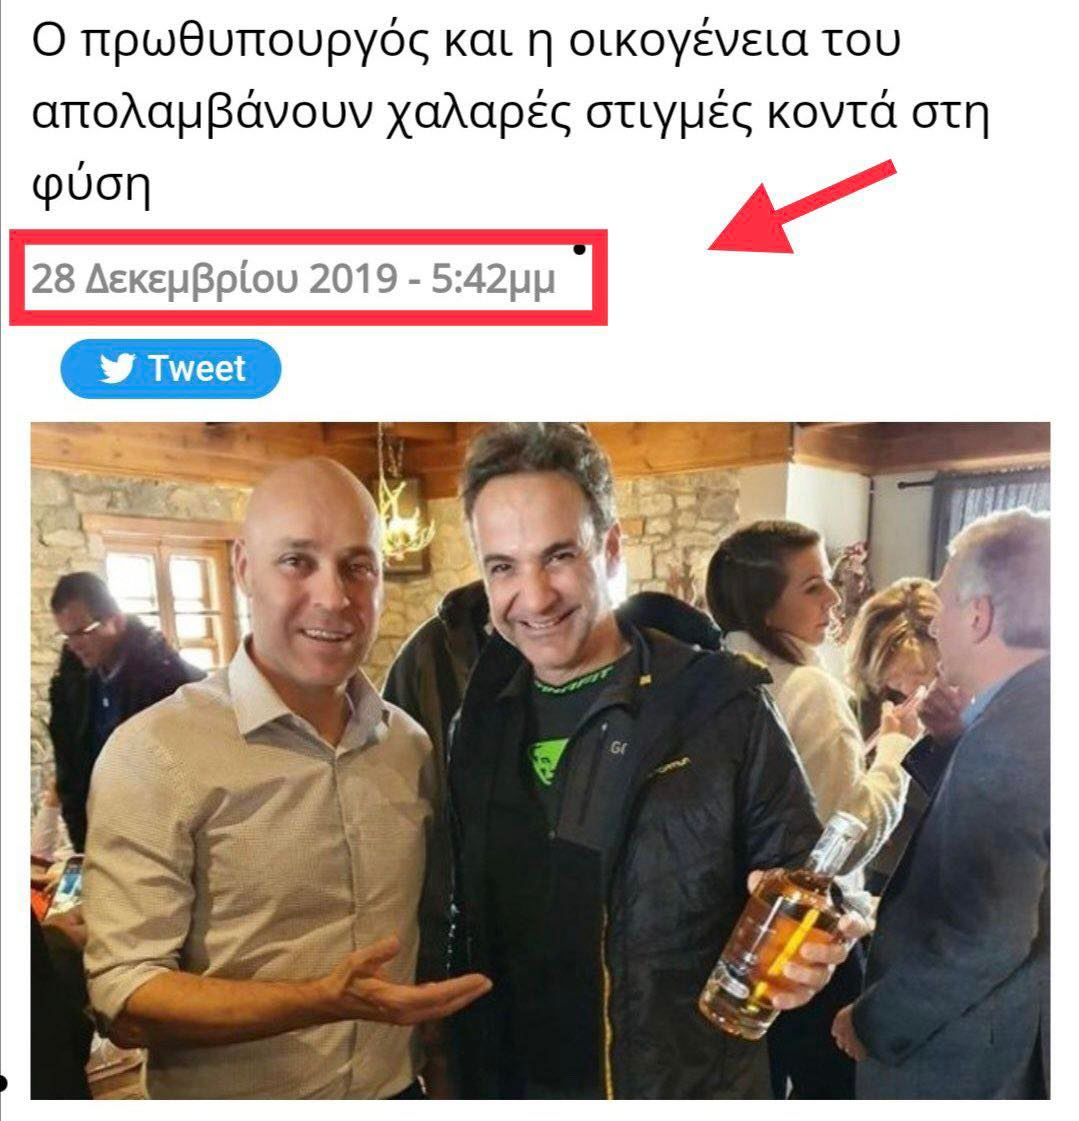 Ο πρωθυπουργός και η οικογένεια του
απολαμβάνουν χαλαρές στιγμές κοντά στη
φύση
28 Δεκεμβρίου 2019 - 5:42μμ
Tweet